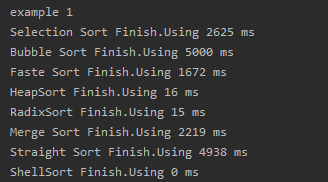 example 1
Selection Sort Finish.Using 2625 ms
Bubble Sort Finish.Using 5000 ms
Faste Sort Finish.Using 1672 ms
HeapSort Finish.Using 16 ms
RadixSort Finish.Using 15 ms
Merge Sort Finish.Using 2219 ms
Straight Sort Finish.Using 4938 ms
ShellSort Finish.Using 0 ms